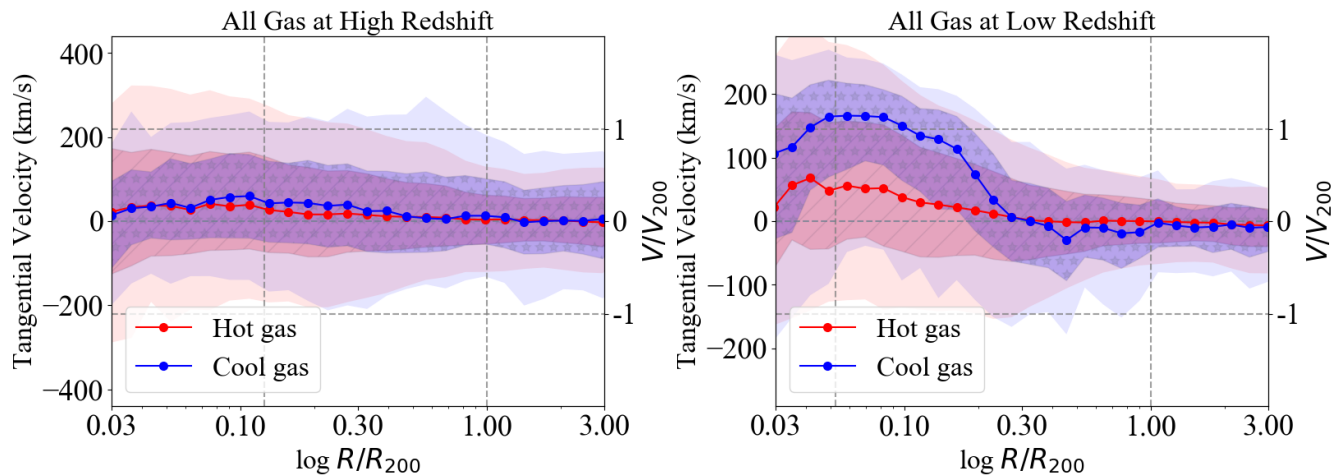 All Gas at High Redshift
400
200
0
−200
−400
Tangential Velocity (km/s)
1
0
-1
V/V200
Hot gas
Cool gas
0.03 0.10 0.30 1.00 3.00
log R/R200
All Gas at Low Redshift
200
100
0
−100
−200
Tangential Velocity (km/s)
1
0
-1
V/V200
Hot gas
Cool gas
0.03 0.10 0.30 1.00 3.00
log R/R200